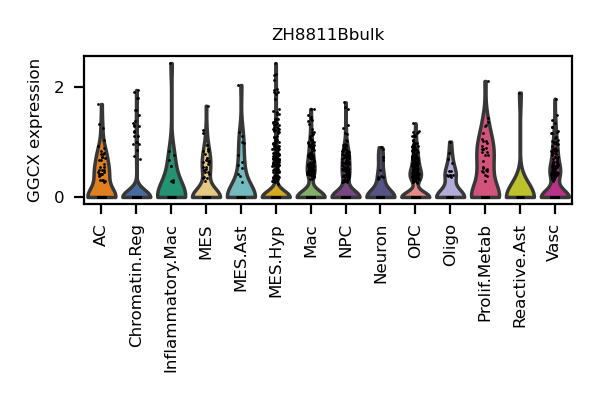 ZH8811Bbulk
GGCX expression
2
0
AC
Chromatin.Reg
Inflammatory.Mac
MES
MES.Ast
MES.Hyp
Mac
NPC
Neuron
OPC
Oligo
Prolif.Metab
Reactive.Ast
Vasc